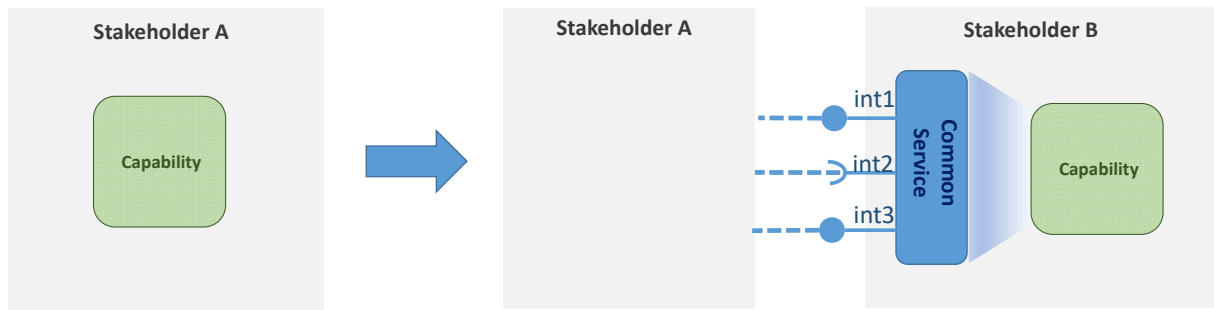 Stakeholder A
Capability
Stakeholder A
Stakeholder B
int1
int2
int3
Common
Service
Capability